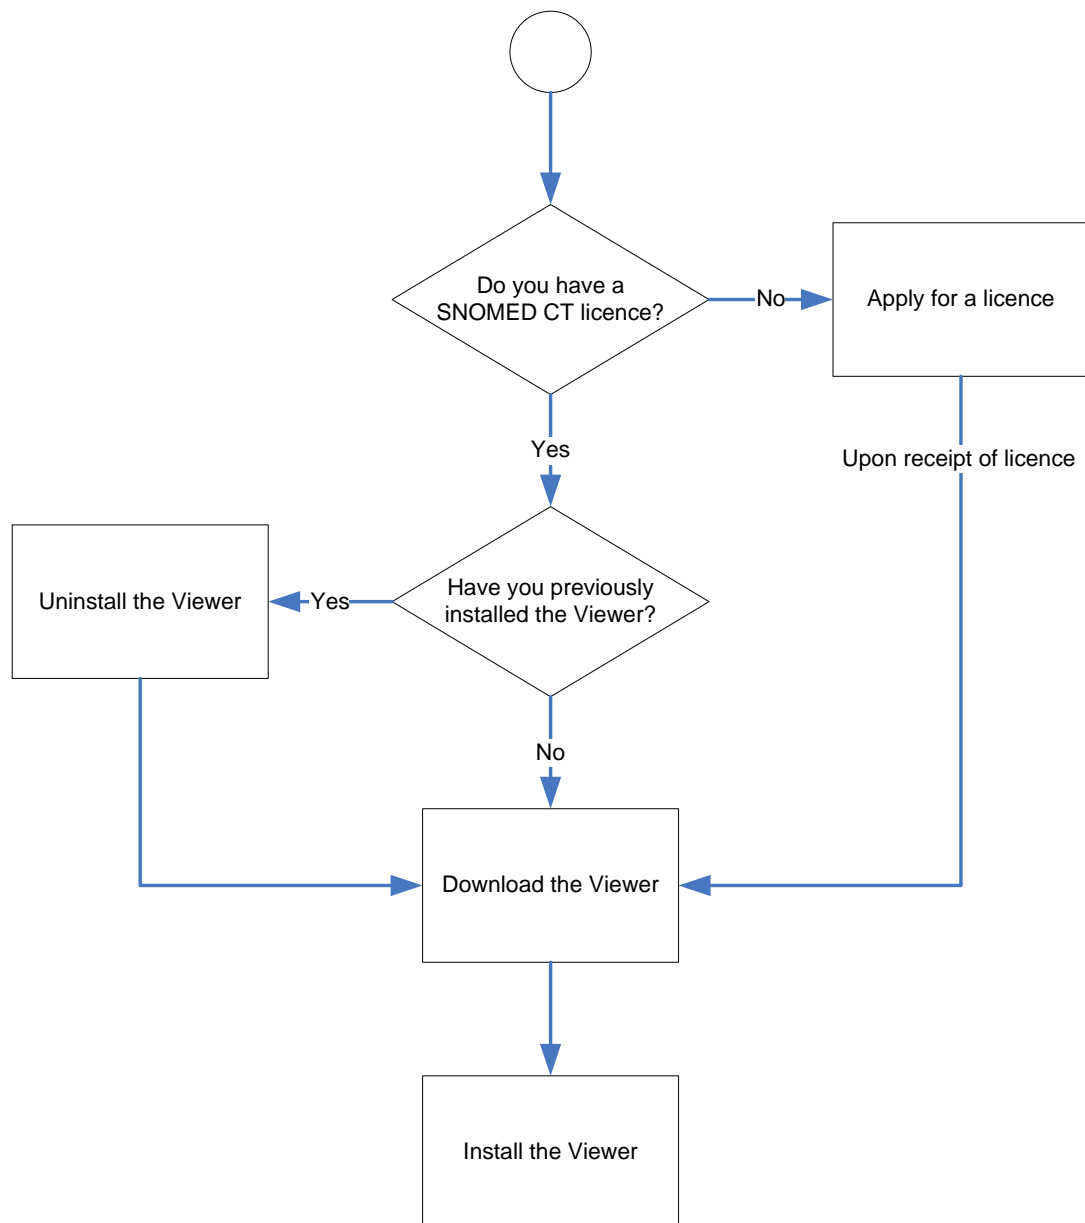 Do you have a
SNOMED CT licence?
No
Apply for a licence
Yes
Upon receipt of licence
Uninstall the Viewer
Yes
Have you previously
installed the Viewer?
No
Download the Viewer
Install the Viewer